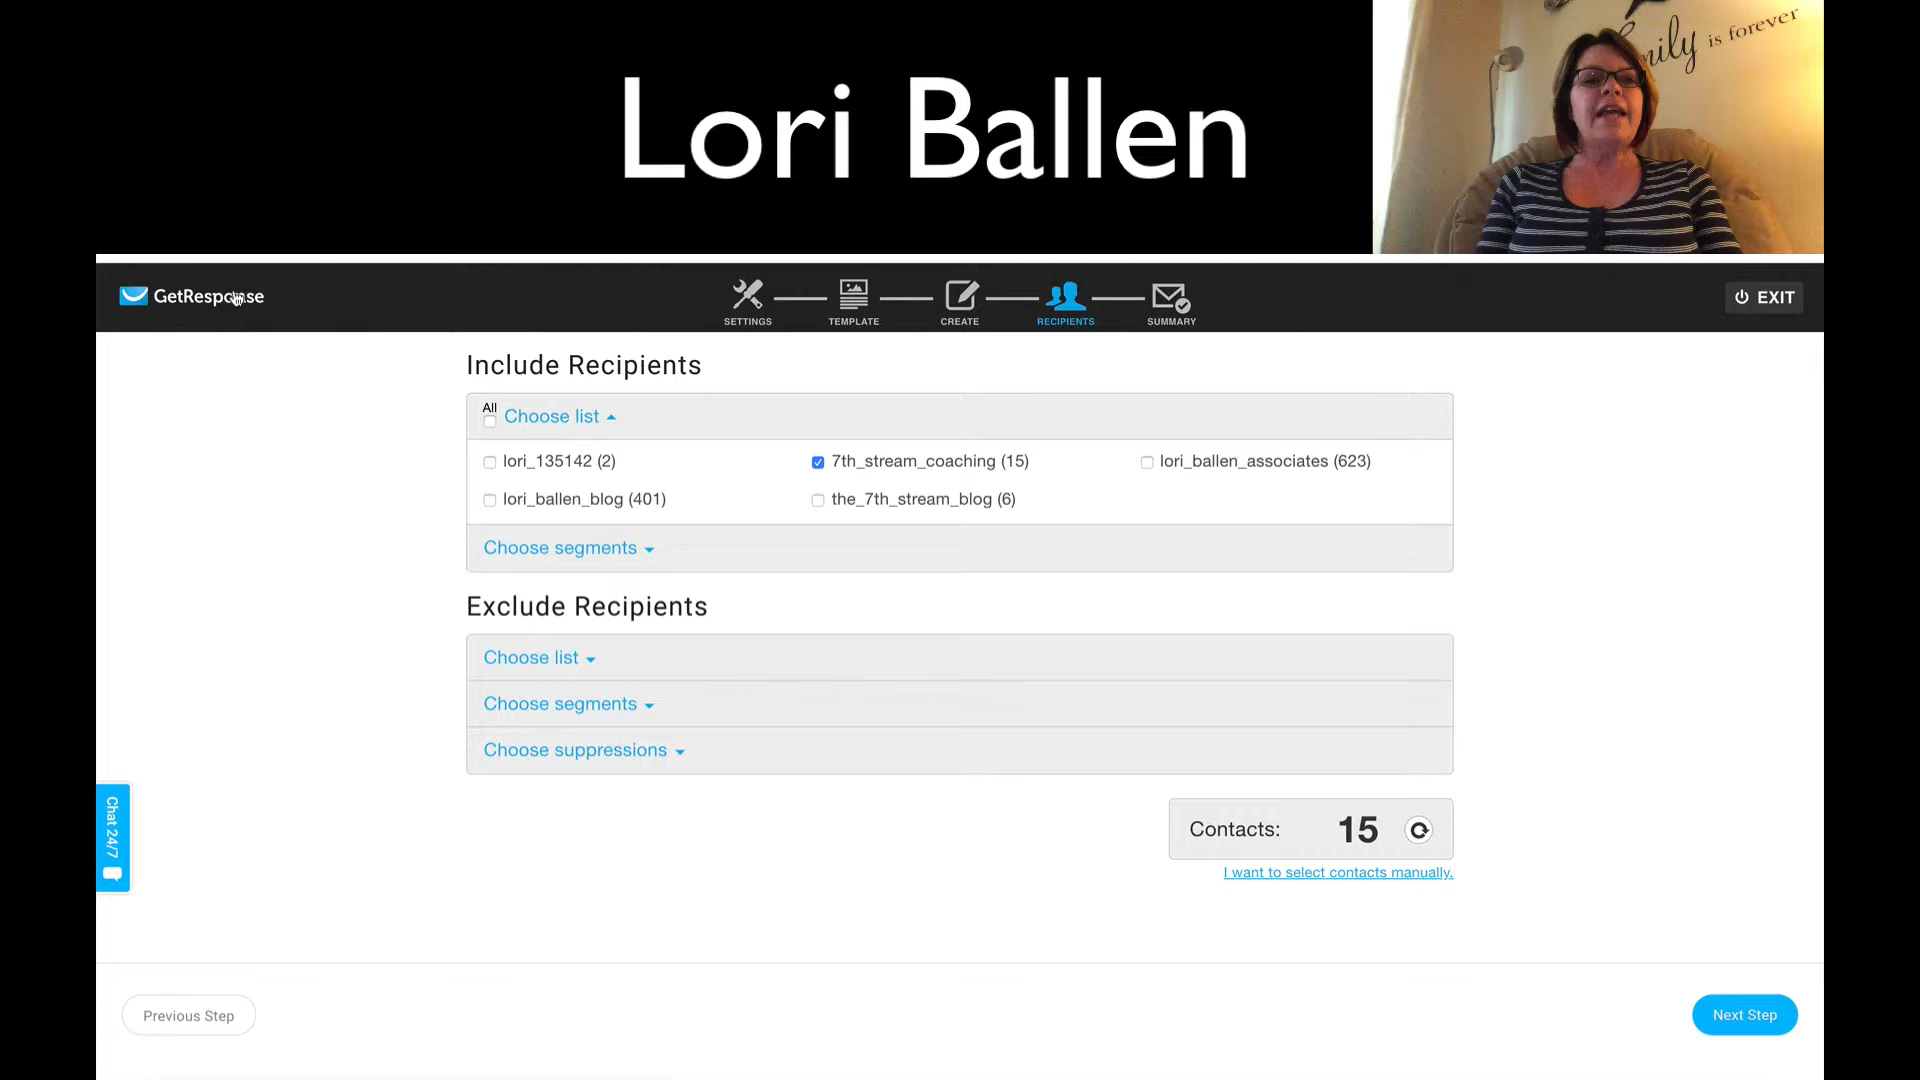 Lori Ballen
Family is forever
GetResponse
SETTINGS
TEMPLATE
CREATE
RECIPIENTS
SUMMARY
EXIT
Include Recipients
All
Choose list
lori_135142 (2)
7th_stream_coaching (15)
lori_ballen_associates (623)
lori_ballen_blog (401)
the_7th_stream_blog (6)
Choose segments
Exclude Recipients
Choose list
Choose segments
Choose suppressions
Chat 24/7
Contacts: 15
I want to select contacts manually.
Previous Step
Next Step